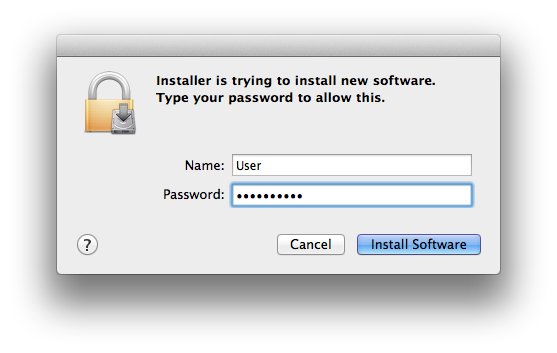 Installer is trying to install new software.
Type your password to allow this.
Name: User
Password: ••••••••••
? Cancel Install Software